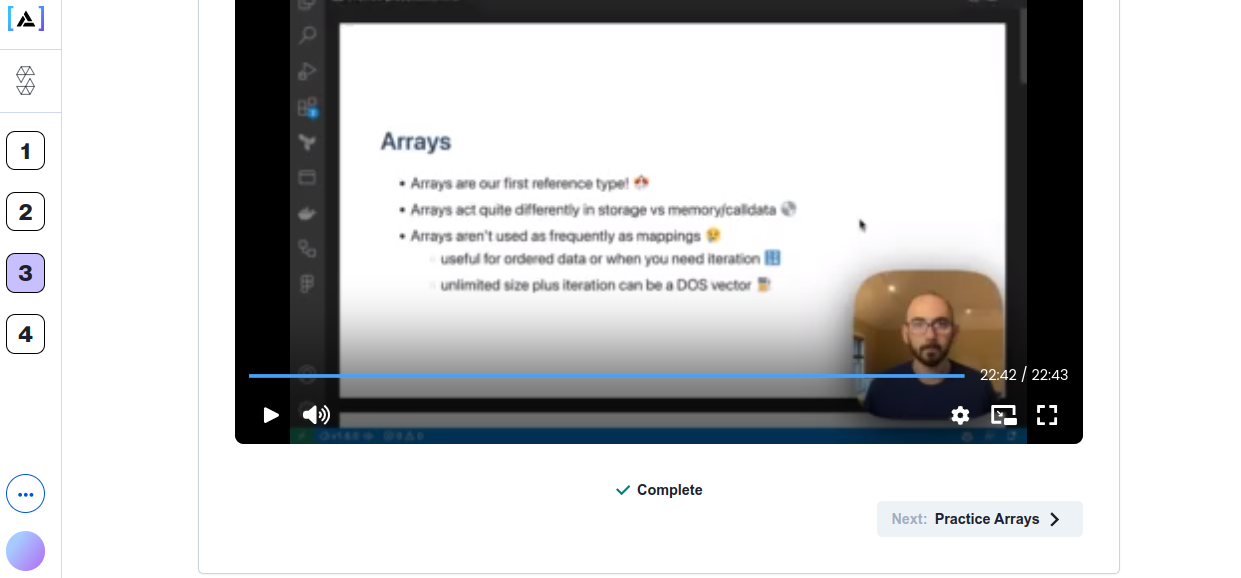 [A]
1
2
3
4
Arrays
• Arrays are our first reference type!
• Arrays act quite differently in storage vs memory/calldata
• Arrays aren't used as frequently as mappings
useful for ordered data or when you need iteration
unlimited size plus iteration can be a DOS vector
22:42 / 22:43
Complete
Next: Practice Arrays